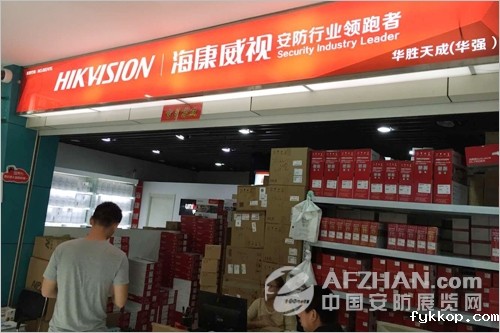 HIKVISION 海康威视 安防行业领跑者
Security Industry Leader
华胜天成(华强)
AFZHAN.COM
中国安防展览网
fykkop.com